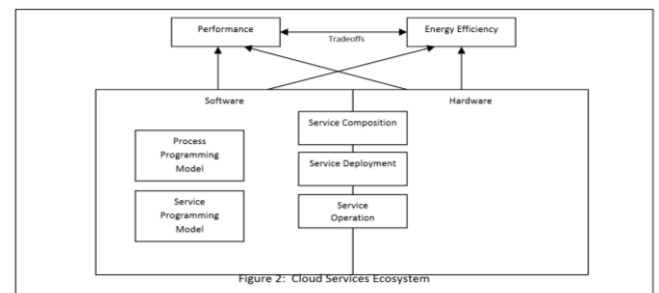 Performance
Tradeoffs
Energy Efficiency
Software
Hardware
Service Composition
Process
Programming
Model
Service Deployment
Service
Programming
Model
Service
Operation
Figure 2: Cloud Services Ecosystem